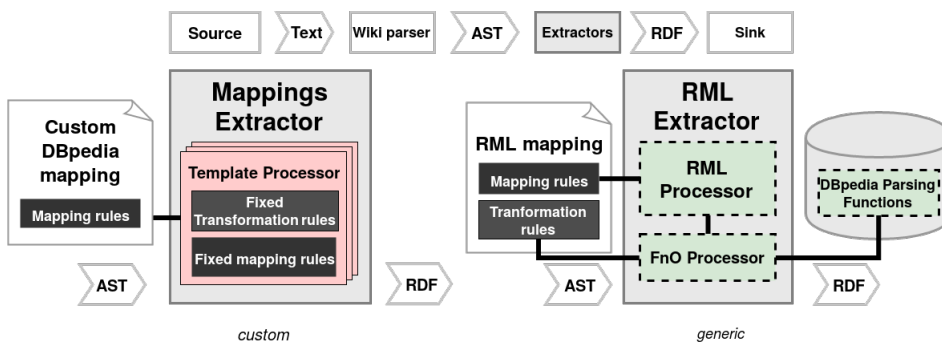 Source
Text
Wiki parser
AST
Extractors
RDF
Sink
Custom
DBpedia
mapping
Mapping rules
Mappings
Extractor
Template Processor
Fixed
Transformation rules
Fixed mapping rules
AST
RDF
custom
RML mapping
Mapping rules
Tranformation
rules
RML
Extractor
RML
Processor
FnO Processor
DBpedia Parsing
Functions
AST
RDF
generic